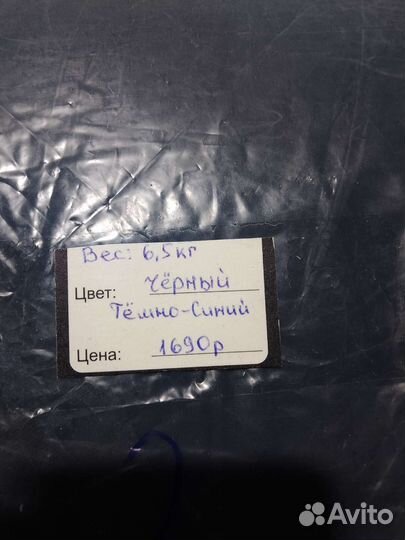 Вес: 6,5кг
Цвет: Чёрный
Тёмно-Синий
Цена: 1690р
Avito